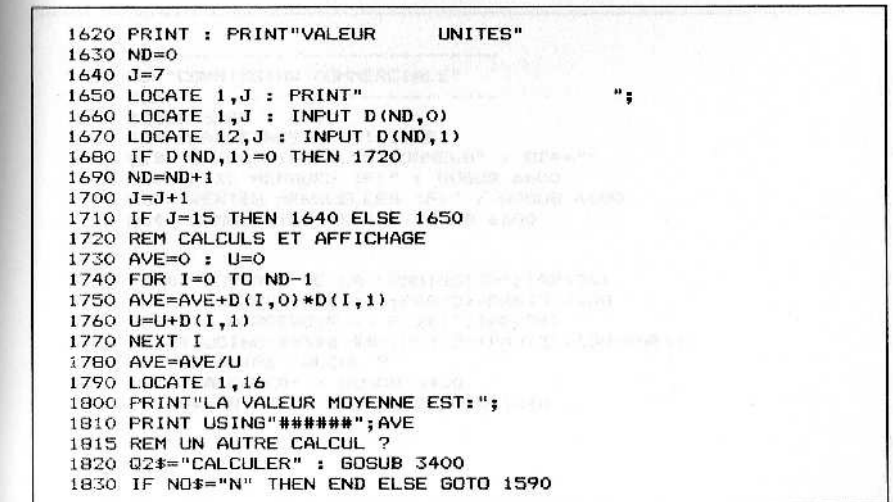 1620 PRINT : PRINT"VALEUR      UNITES"
1630 ND=0
1640 J=7
1650 LOCATE 1,J : PRINT"                         ";
1660 LOCATE 1,J : INPUT D(ND,0)
1670 LOCATE 12,J : INPUT D(ND,1)
1680 IF D(ND,1)=0 THEN 1720
1690 ND=ND+1
1700 J=J+1
1710 IF J=15 THEN 1640 ELSE 1650
1720 REM CALCULS ET AFFICHAGE
1730 AVE=0 : U=0
1740 FOR I=0 TO ND-1
1750 AVE=AVE+D(I,0)*D(I,1)
1760 U=U+D(I,1)
1770 NEXT I
1780 AVE=AVE/U
1790 LOCATE 1,16
1800 PRINT"LA VALEUR MOYENNE EST:";
1810 PRINT USING"######";AVE
1815 REM UN AUTRE CALCUL ?
1820 Q2$="CALCULER" : GOSUB 3400
1830 IF NO$="N" THEN END ELSE GOTO 1590